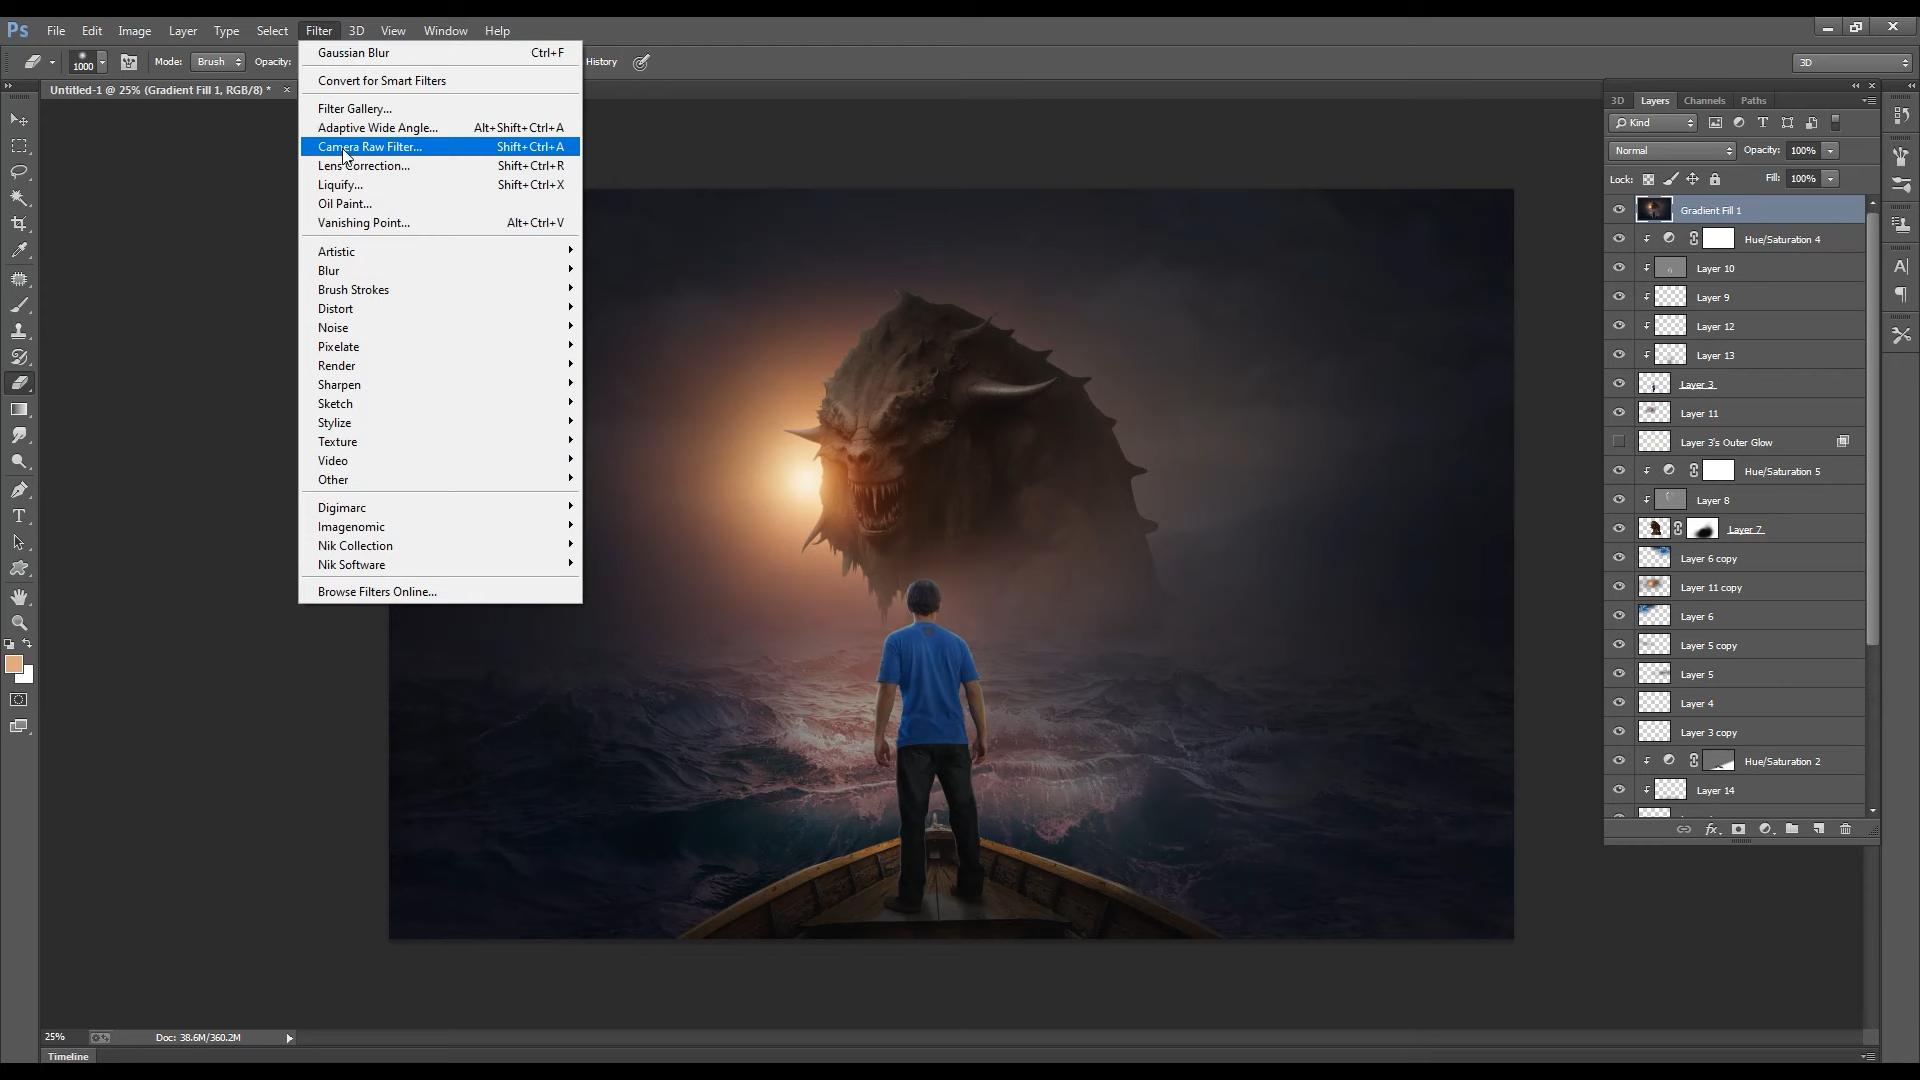 Ps File Edit Image Layer Type Select Filter 3D View Window Help
1000 Mode: Brush Opacity: History 3D
Untitled-1 @ 25% (Gradient Fill 1, RGB/8) *
Gaussian Blur Ctrl+F
Convert for Smart Filters
Filter Gallery...
Adaptive Wide Angle... Alt+Shift+Ctrl+A
Camera Raw Filter... Shift+Ctrl+A
Lens Correction... Shift+Ctrl+R
Liquify... Shift+Ctrl+X
Oil Paint...
Vanishing Point... Alt+Ctrl+V
Artistic
Blur
Brush Strokes
Distort
Noise
Pixelate
Render
Sharpen
Sketch
Stylize
Texture
Video
Other
Digimarc
Imagenomic
Nik Collection
Nik Software
Browse Filters Online...
3D Layers Channels Paths
Kind
Normal Opacity: 100%
Lock: Fill: 100%
Gradient Fill 1
Hue/Saturation 4
Layer 10
Layer 9
Layer 12
Layer 13
Layer 3
Layer 11
Layer 3's Outer Glow
Hue/Saturation 5
Layer 8
Layer 7
Layer 6 copy
Layer 11 copy
Layer 6
Layer 5 copy
Layer 5
Layer 4
Layer 3 copy
Hue/Saturation 2
Layer 14
fx
25% Doc: 38.6M/360.2M
Timeline